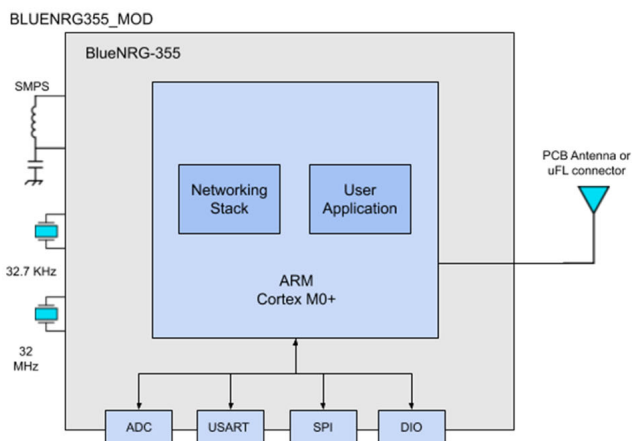 BLUENRG355_MOD
BlueNRG-355
SMPS
PCB Antenna or
uFL connector
Networking
Stack
User
Application
32.7 KHz
ARM
Cortex M0+
32
MHz
ADC
USART
SPI
DIO